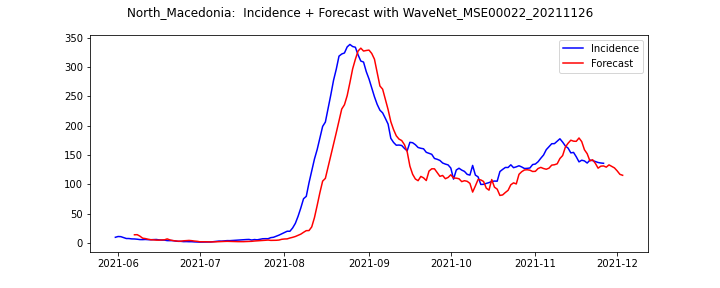 North_Macedonia:  Incidence + Forecast with WaveNet_MSE00022_20211126
350
300
250
200
150
100
50
0
Incidence
Forecast
2021-06 2021-07 2021-08 2021-09 2021-10 2021-11 2021-12